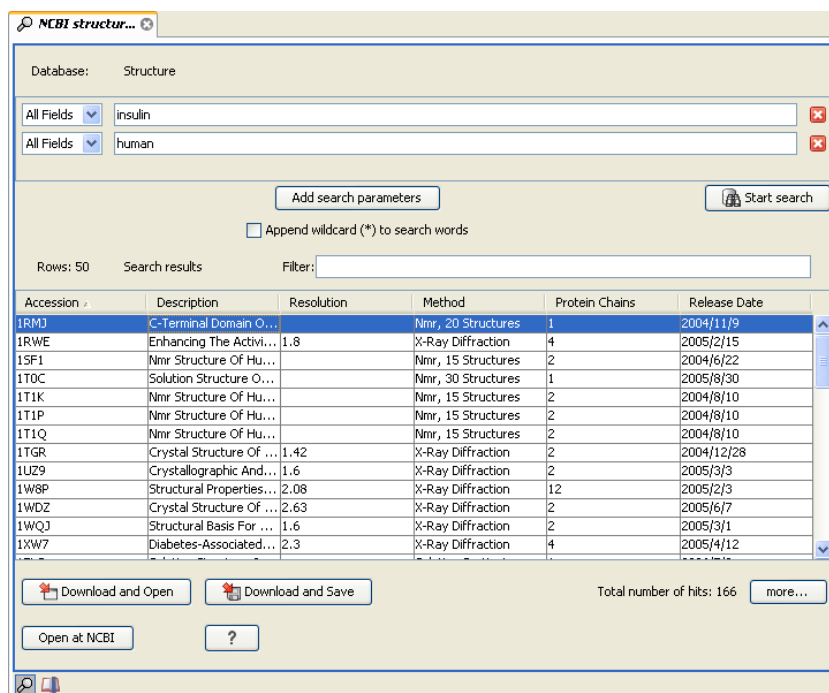 NCBI structur...
Database: Structure
All Fields insulin
All Fields human
Add search parameters Start search
Append wildcard (*) to search words
Rows: 50 Search results Filter:
Accession Description Resolution Method Protein Chains Release Date
1RMJ C-Terminal Domain O... Nmr, 20 Structures 1 2004/11/9
1RWE Enhancing The Activi... 1.8 X-Ray Diffraction 4 2005/2/15
1SF1 Nmr Structure Of Hu... Nmr, 15 Structures 2 2004/6/22
1T0C Solution Structure O... Nmr, 30 Structures 1 2005/8/30
1T1K Nmr Structure Of Hu... Nmr, 15 Structures 2 2004/8/10
1T1P Nmr Structure Of Hu... Nmr, 15 Structures 2 2004/8/10
1T1Q Nmr Structure Of Hu... Nmr, 15 Structures 2 2004/8/10
1TGR Crystal Structure Of ... 1.42 X-Ray Diffraction 2 2004/12/28
1UZ9 Crystallographic And... 1.6 X-Ray Diffraction 2 2005/3/3
1W8P Structural Properties... 2.08 X-Ray Diffraction 12 2005/2/3
1WDZ Crystal Structure Of ... 2.63 X-Ray Diffraction 2 2005/6/7
1WQJ Structural Basis For ... 1.6 X-Ray Diffraction 2 2005/3/1
1XW7 Diabetes-Associated... 2.3 X-Ray Diffraction 4 2005/4/12
Download and Open Download and Save Total number of hits: 166 more...
Open at NCBI ?